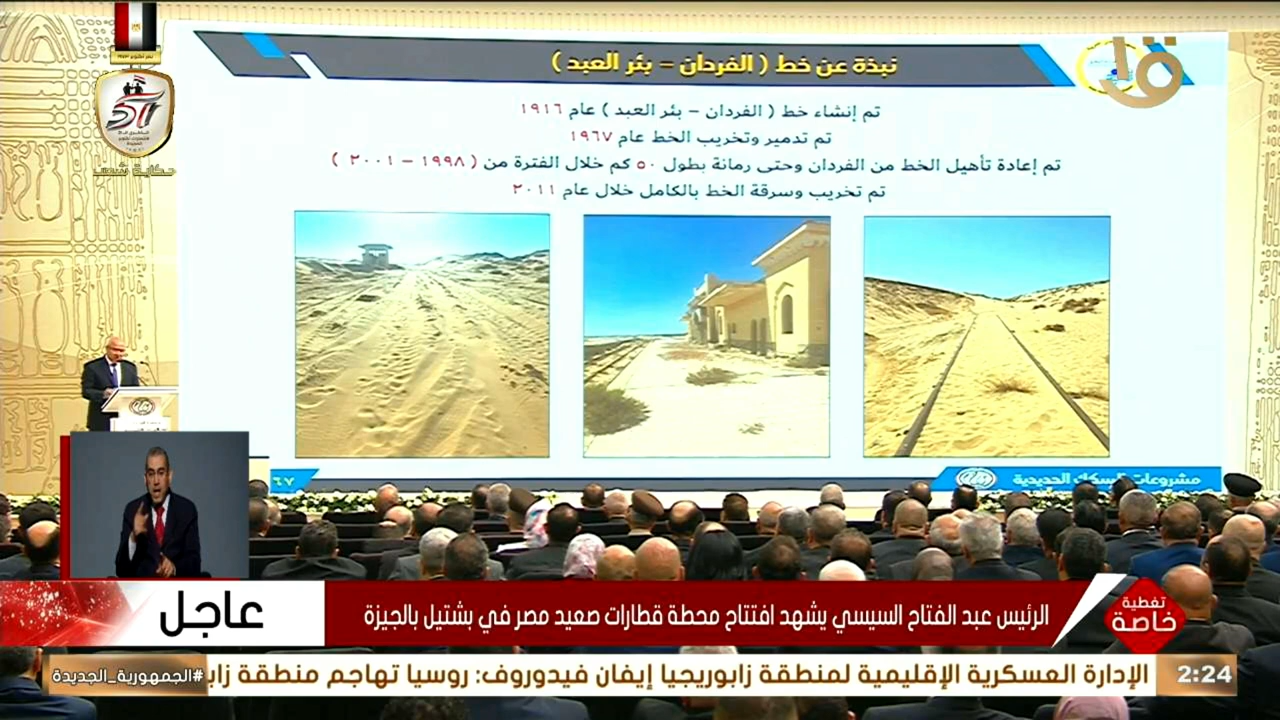 نبذة عن خط ( الفردان – بئر العبد )
تم إنشاء خط ( الفردان – بئر العبد ) عام ١٩١٦
تم تدمير وتخريب الخط عام ١٩٦٧
تم إعادة تأهيل الخط من الفردان وحتى رمانة بطول ٥٠ كم خلال الفترة من ( ١٩٩٨ – ٢٠٠١ )
تم تخريب وسرقة الخط بالكامل خلال عام ٢٠١١
مشروعات السكك الحديدية
٦٧
حكاية شعب
تغطية
خاصة
الرئيس عبد الفتاح السيسي يشهد افتتاح محطة قطارات صعيد مصر في بشتيل بالجيزة
عاجل
2:24
الإدارة العسكرية الإقليمية لمنطقة زابوريجيا إيفان فيدوروف: روسيا تهاجم منطقة زاب
#الجمهورية_الجديدة